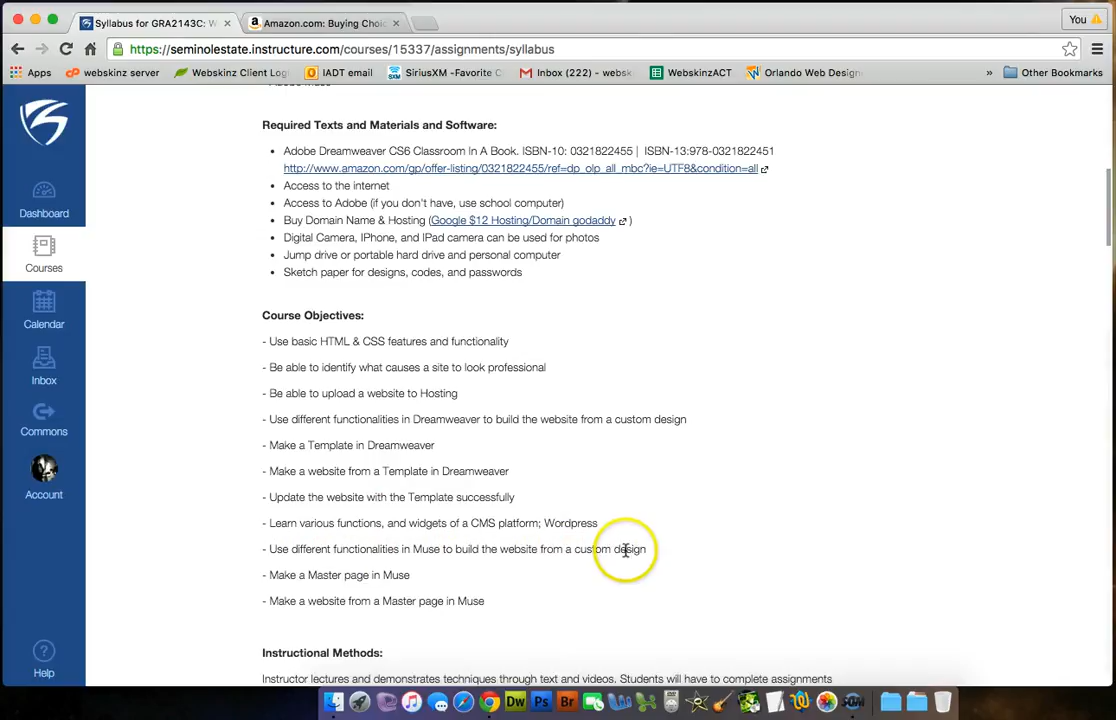 Syllabus for GRA2143C: W
Amazon.com: Buying Choic
You
https://seminolestate.instructure.com/courses/15337/assignments/syllabus
Apps
webskinz server
Webskinz Client Log
IADT email
SiriusXM -Favorite C
Inbox (222) - websk
WebskinzACT
Orlando Web Design
»
Other Bookmarks
Required Texts and Materials and Software:
• Adobe Dreamweaver CS6 Classroom In A Book. ISBN-10: 0321822455 | ISBN-13:978-0321822451
http://www.amazon.com/gp/offer-listing/0321822455/ref=dp_olp_all_mbc?ie=UTF8&condition=all
• Access to the internet
• Access to Adobe (if you don't have, use school computer)
• Buy Domain Name & Hosting (Google $12 Hosting/Domain godaddy )
• Digital Camera, IPhone, and IPad camera can be used for photos
• Jump drive or portable hard drive and personal computer
• Sketch paper for designs, codes, and passwords
Course Objectives:
- Use basic HTML & CSS features and functionality
- Be able to identify what causes a site to look professional
- Be able to upload a website to Hosting
- Use different functionalities in Dreamweaver to build the website from a custom design
- Make a Template in Dreamweaver
- Make a website from a Template in Dreamweaver
- Update the website with the Template successfully
- Learn various functions, and widgets of a CMS platform; Wordpress
- Use different functionalities in Muse to build the website from a custom design
- Make a Master page in Muse
- Make a website from a Master page in Muse
Instructional Methods:
Instructor lectures and demonstrates techniques through text and videos. Students will have to complete assignments
Dashboard
Courses
Calendar
Inbox
Commons
Account
Help
Dw
Ps
Br